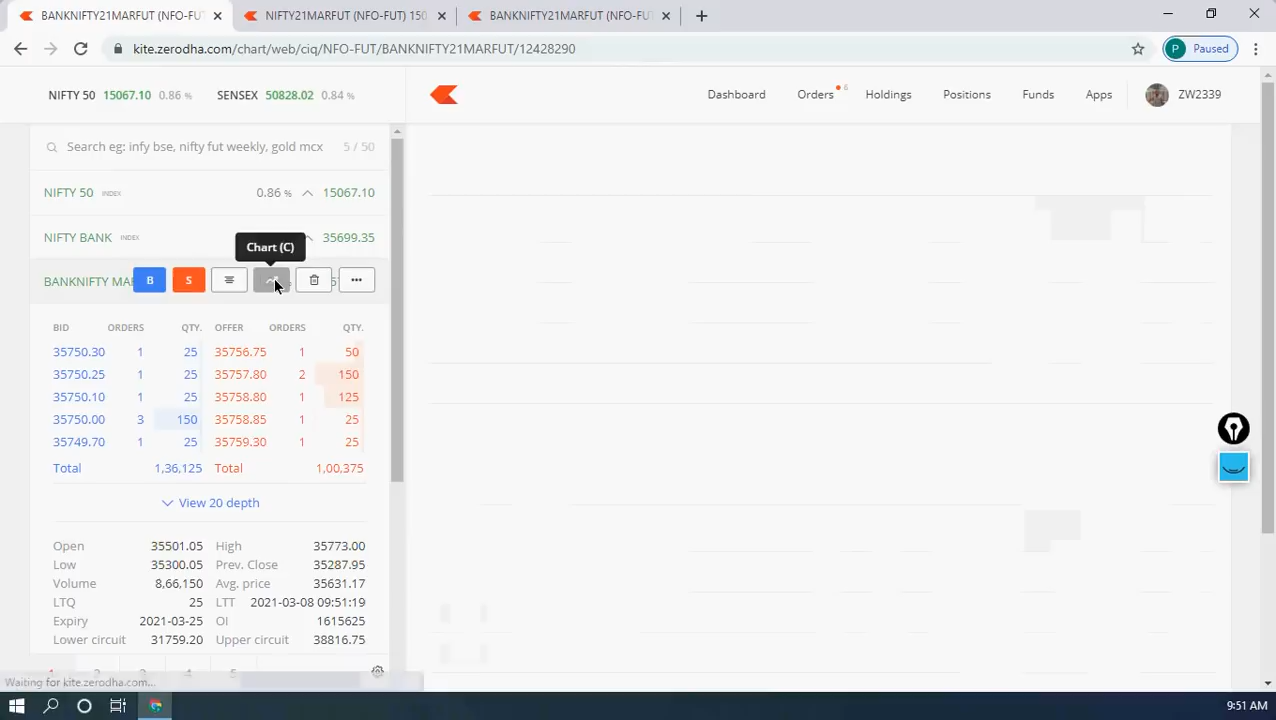 BANKNIFTY21MARFUT (NFO-FUT
NIFTY21MARFUT (NFO-FUT) 150
BANKNIFTY21MARFUT (NFO-FU
kite.zerodha.com/chart/web/ciq/NFO-FUT/BANKNIFTY21MARFUT/12428290
P Paused
NIFTY 50 15067.10 0.86 % SENSEX 50828.02 0.84 %
Dashboard Orders 6 Holdings Positions Funds Apps ZW2339
Search eg: infy bse, nifty fut weekly, gold mcx 5 / 50
NIFTY 50 INDEX 0.86 % 15067.10
NIFTY BANK INDEX 35699.35
Chart (C)
BANKNIFTY MA B S
BID ORDERS QTY. OFFER ORDERS QTY.
35750.30 1 25 35756.75 1 50
35750.25 1 25 35757.80 2 150
35750.10 1 25 35758.80 1 125
35750.00 3 150 35758.85 1 25
35749.70 1 25 35759.30 1 25
Total 1,36,125 Total 1,00,375
View 20 depth
Open 35501.05 High 35773.00
Low 35300.05 Prev. Close 35287.95
Volume 8,66,150 Avg. price 35631.17
LTQ 25 LTT 2021-03-08 09:51:19
Expiry 2021-03-25 OI 1615625
Lower circuit 31759.20 Upper circuit 38816.75
1 2 3 4 5
Waiting for kite.zerodha.com...
9:51 AM